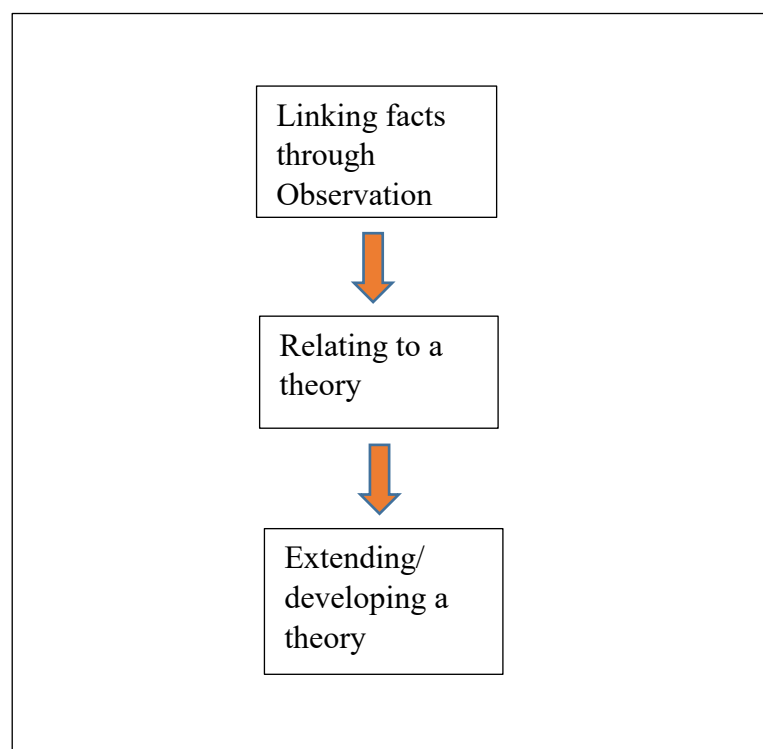 Linking facts
through
Observation
Relating to a
theory
Extending/
developing a
theory